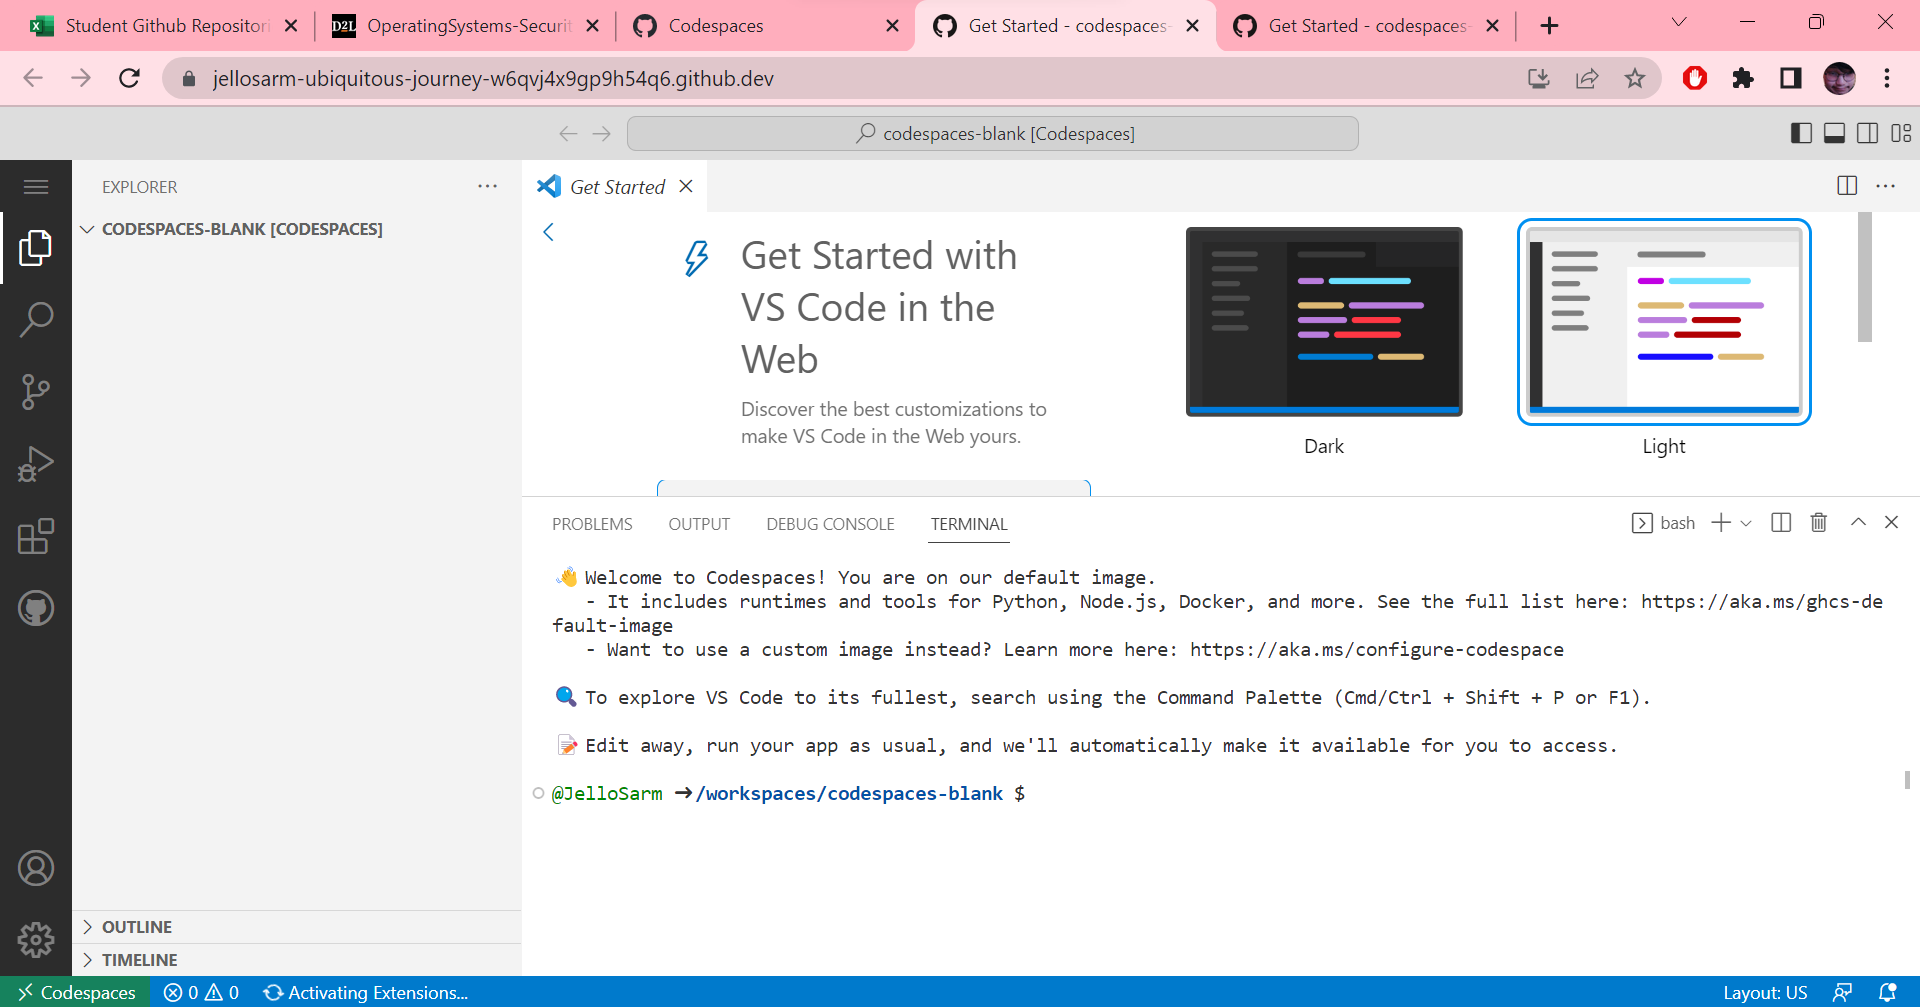 Student Github Repositori
D2L
OperatingSystems-Securit
Codespaces
Get Started - codespaces-
Get Started - codespaces-
jellosarm-ubiquitous-journey-w6qvj4x9gp9h54q6.github.dev
codespaces-blank [Codespaces]
EXPLORER
CODESPACES-BLANK [CODESPACES]
OUTLINE
TIMELINE
Get Started
Get Started with
VS Code in the
Web
Discover the best customizations to
make VS Code in the Web yours.
Dark
Light
PROBLEMS
OUTPUT
DEBUG CONSOLE
TERMINAL
bash
👋 Welcome to Codespaces! You are on our default image.
- It includes runtimes and tools for Python, Node.js, Docker, and more. See the full list here: https://aka.ms/ghcs-de
fault-image
- Want to use a custom image instead? Learn more here: https://aka.ms/configure-codespace
🔍 To explore VS Code to its fullest, search using the Command Palette (Cmd/Ctrl + Shift + P or F1).
📝 Edit away, run your app as usual, and we'll automatically make it available for you to access.
@JelloSarm ➜/workspaces/codespaces-blank $
Codespaces
0
0
Activating Extensions...
Layout: US